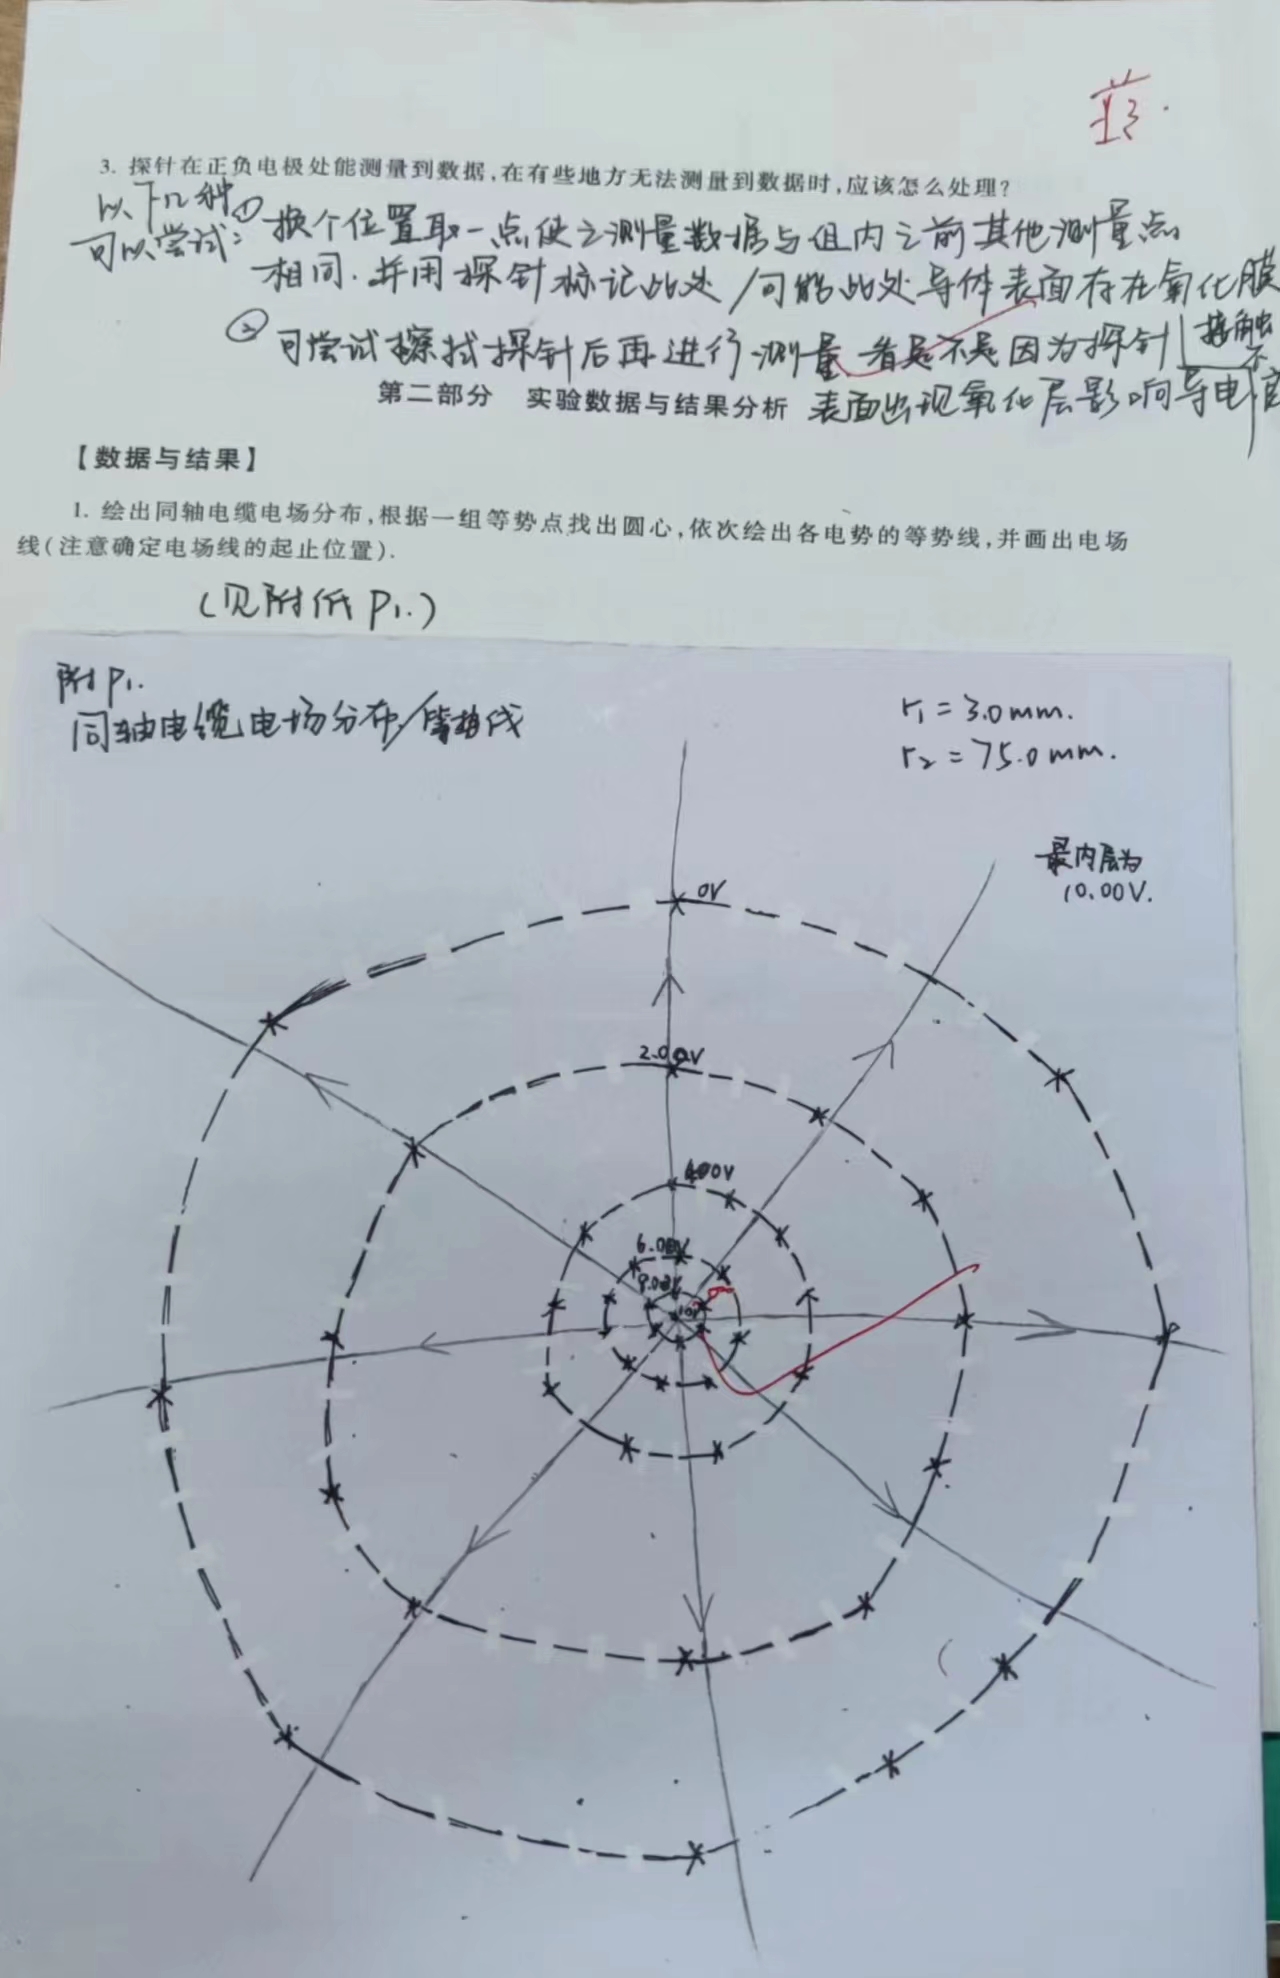 3. 探针在正负电极处能测量到数据,在有些地方无法测量到数据时,应该怎么处理?
以下几种
可以尝试:
① 换个位置取一点使之测量数据与组内之前其他测量点
相同.并用探针标记此处/可能此处导体表面存在氧化膜
② 可尝试擦拭探针后再进行测量.看是不是因为探针
接触
不
表面出现氧化层影响导电
第二部分 实验数据与结果分析
【数据与结果】
1. 绘出同轴电缆电场分布,根据一组等势点找出圆心,依次绘出各电势的等势线,并画出电场
线(注意确定电场线的起止位置).
(见附低P1.)
附P1.
同轴电缆电场分布/等势线
r₁=3.0mm.
r₂=75.0mm.
最内层为
10.00V.
0V
2.00V
4.00V
6.00V